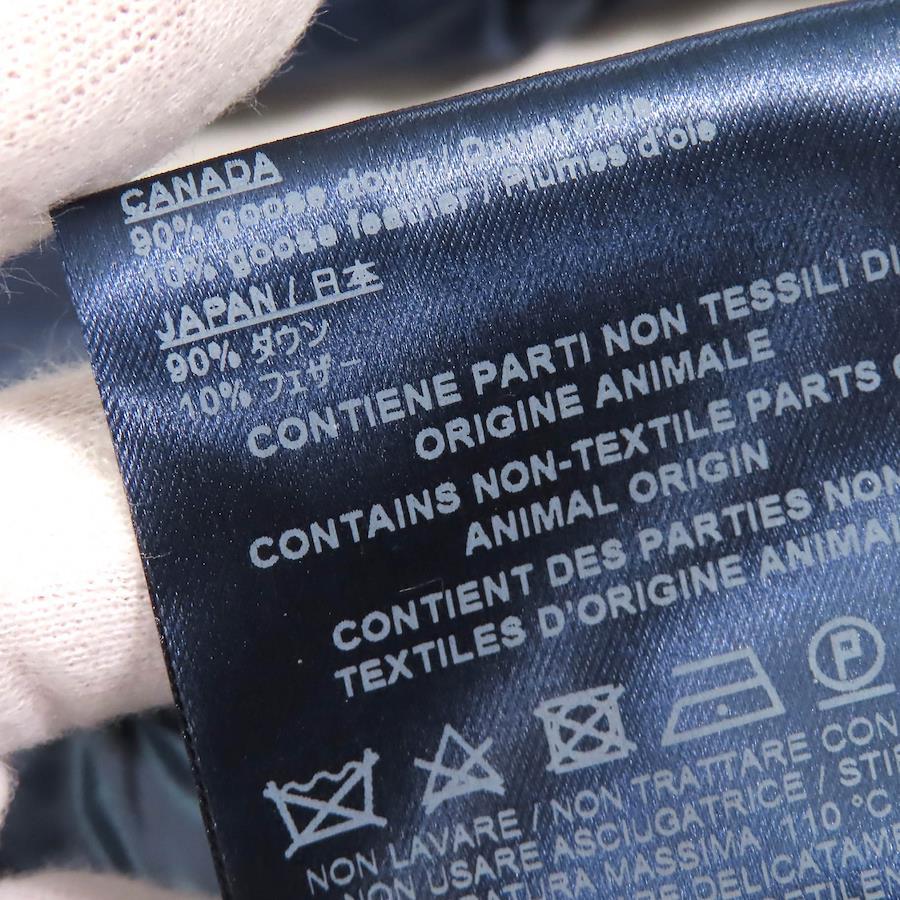 CANADA
90% goose down / Duvet d'oie
10% goose feather / Plumes d'oie
JAPAN / 日本
90% ダウン
10% フェザー
CONTIENE PARTI NON TESSILI DI
ORIGINE ANIMALE
CONTAINS NON-TEXTILE PARTS
ANIMAL ORIGIN
CONTIENT DES PARTIES NON
TEXTILES D'ORIGINE ANIMALE
P
NON LAVARE / NON TRATTARE CON
NON USARE ASCIUGATRICE /
MASSIMA 110 °C